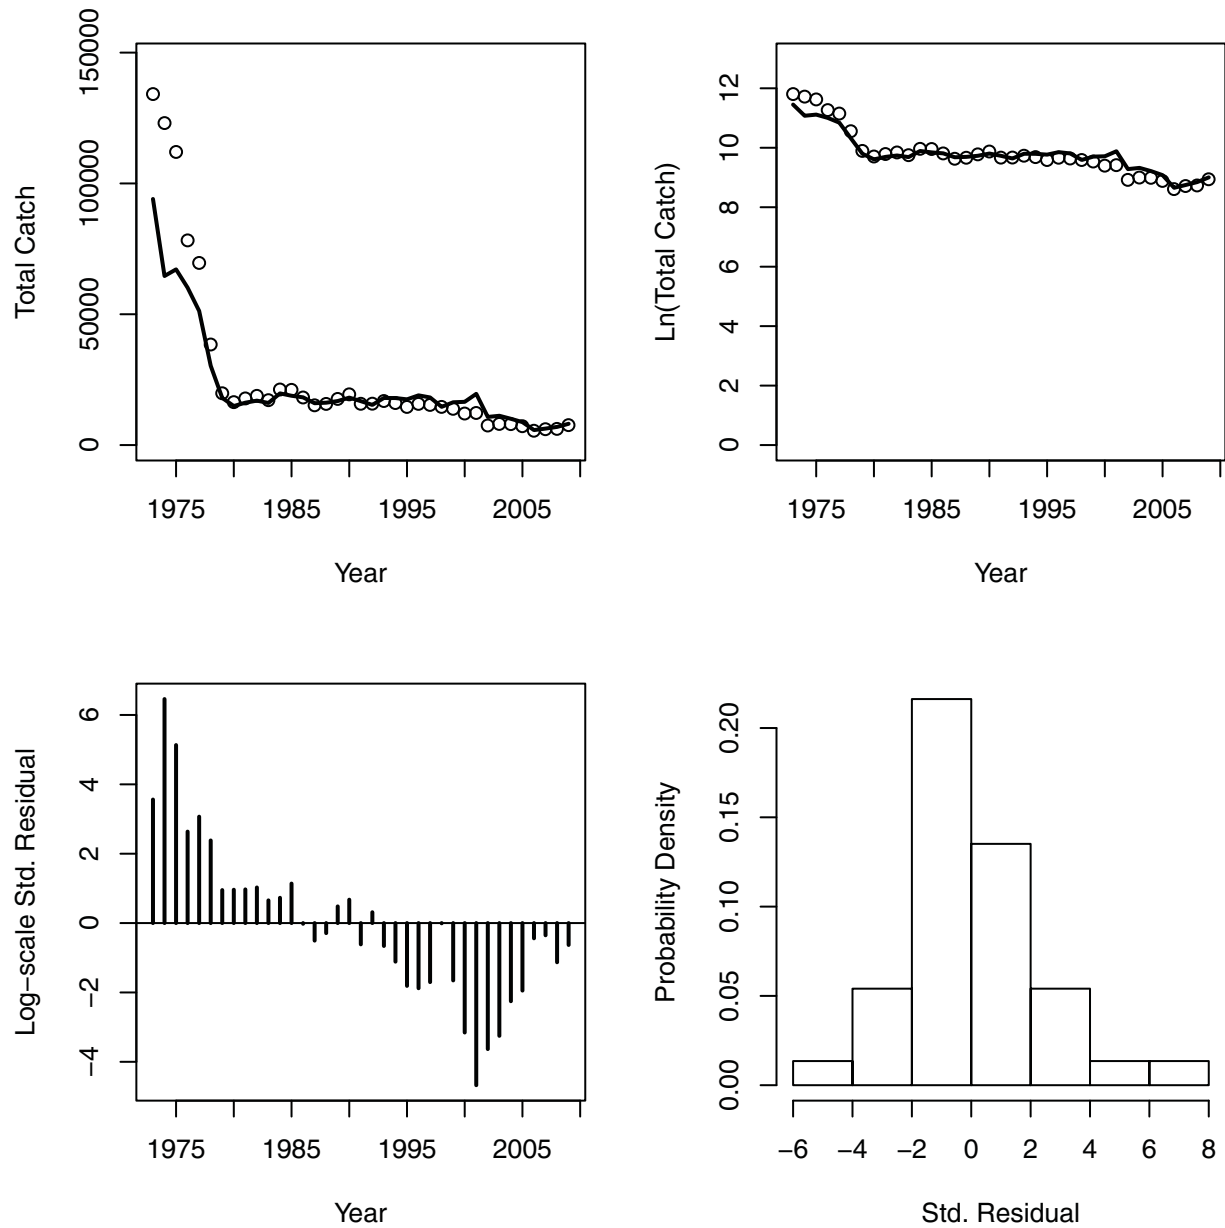 Total Catch
150000
100000
50000
0
1975 1985 1995 2005
Year
Ln(Total Catch)
12
10
8
6
4
2
0
1975 1985 1995 2005
Year
Log−scale Std. Residual
6
4
2
0
−2
−4
1975 1985 1995 2005
Year
Probability Density
0.20
0.15
0.10
0.05
0.00
−6 −4 −2 0 2 4 6 8
Std. Residual